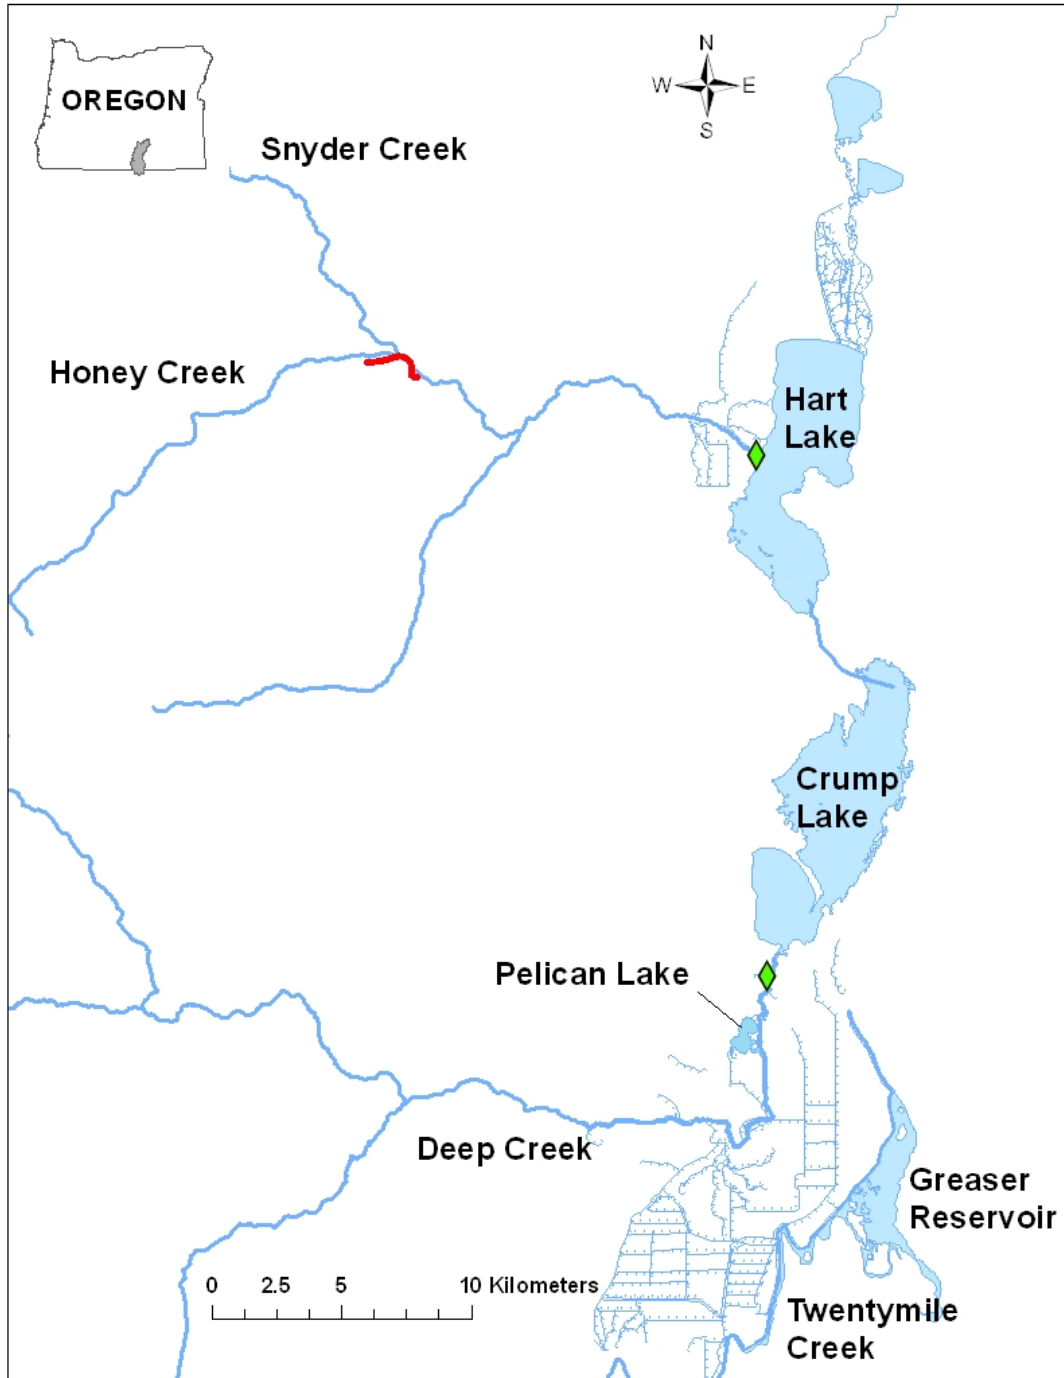 N
OREGON
W E
S
Snyder Creek
Honey Creek
Hart
Lake
Crump
Lake
Pelican Lake
Deep Creek
Greaser
Reservoir
0 2.5 5 10 Kilometers
Twentymile
Creek